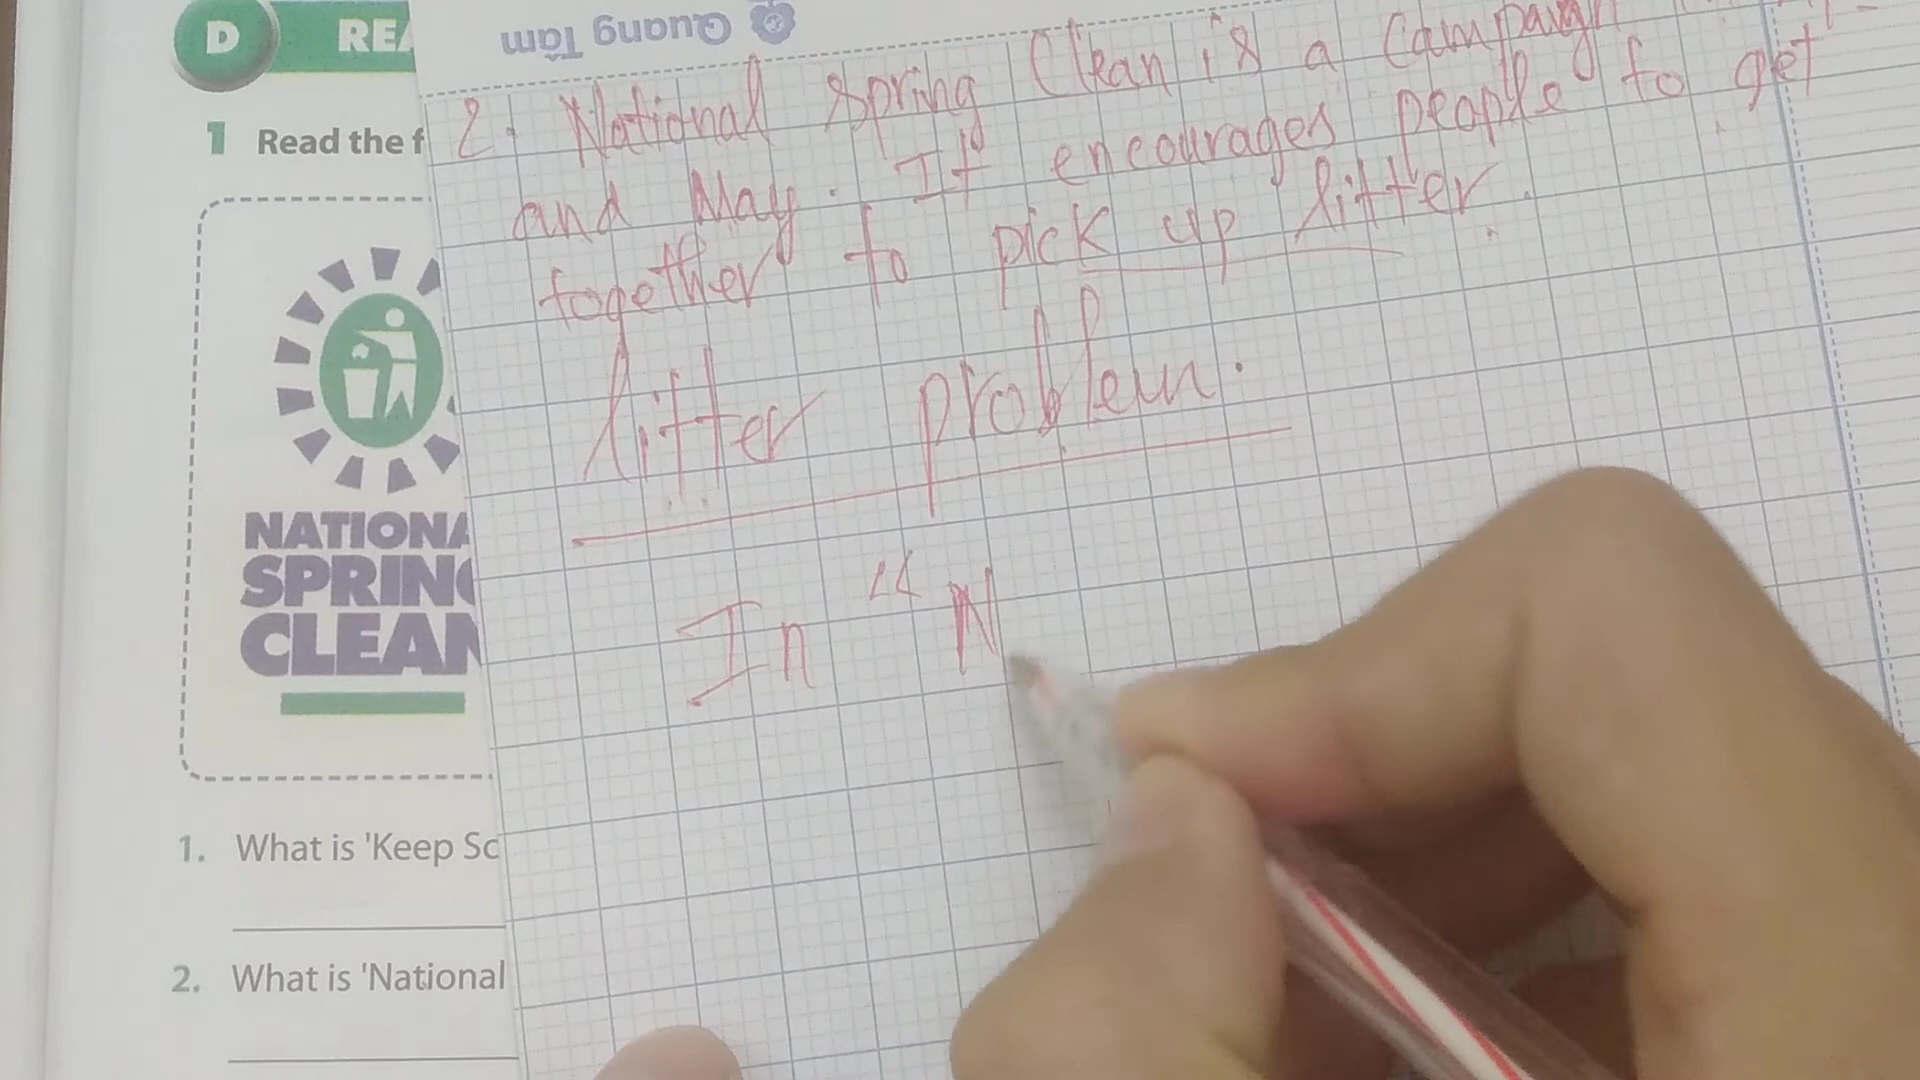 D REA
Quang Tâm
1 Read the f
NATIONA
SPRING
CLEAN
1. What is 'Keep Sc
2. What is 'National
2. National Spring Clean is a campaign
and May. It encourages people to get
together to pick up litter.
litter problem.
In "N